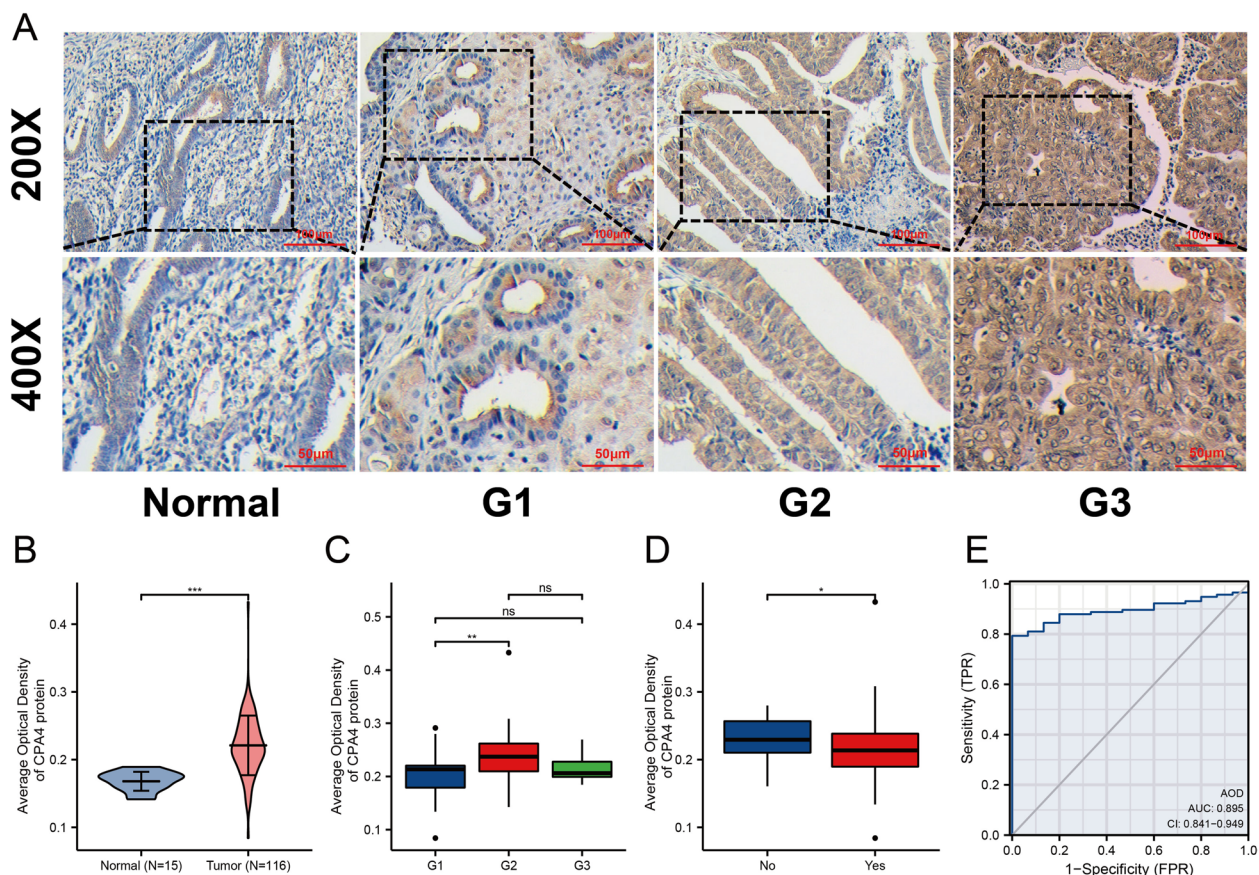 A
200X
100μm
100μm
100μm
100μm
400X
50μm
50μm
50μm
50μm
Normal
G1
G2
G3
B
Average Optical Density
of CPA4 protein
0.4
0.3
0.2
0.1
***
Normal (N=15)
Tumor (N=116)
C
Average Optical Density
of CPA4 protein
0.5
0.4
0.3
0.2
0.1
ns
ns
**
G1
G2
G3
D
Average Optical Density
of CPA4 protein
0.4
0.3
0.2
0.1
*
No
Yes
E
Sensitivity (TPR)
1.0
0.8
0.6
0.4
0.2
0.0
AOD
AUC: 0.895
CI: 0.841−0.949
0.0
0.2
0.4
0.6
0.8
1.0
1−Specificity (FPR)